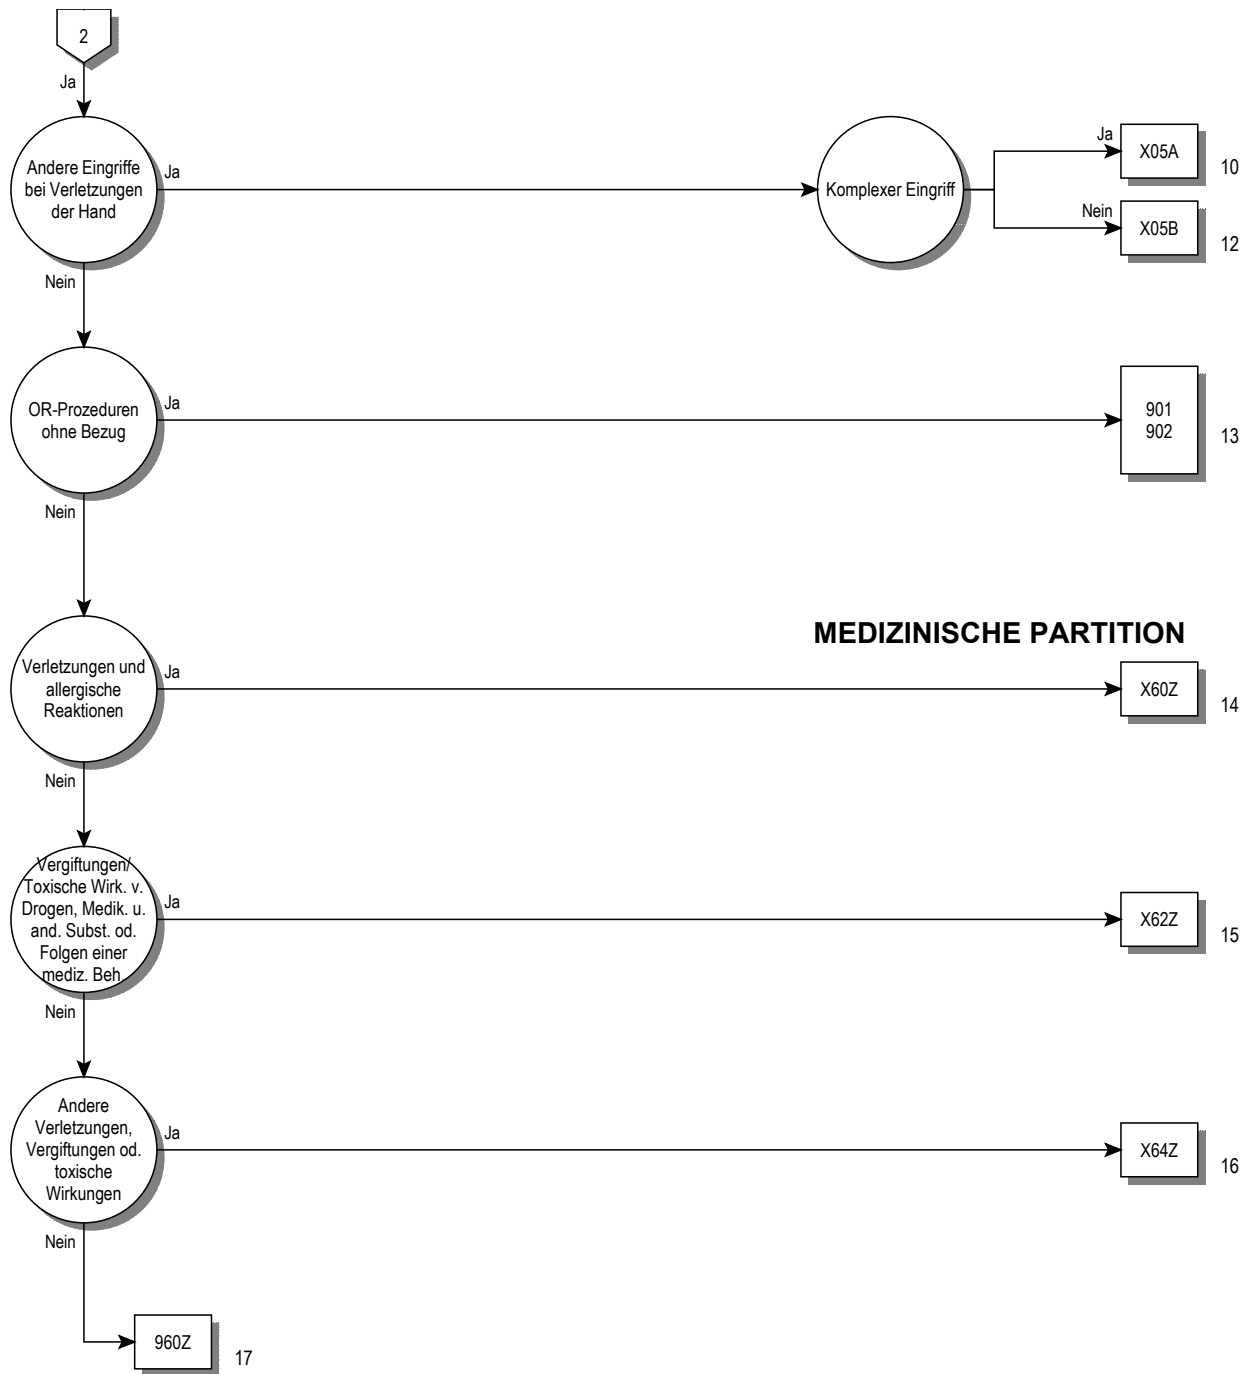 2
Ja
Andere Eingriffe
bei Verletzungen
der Hand
Ja
Komplexer Eingriff
Ja
X05A
10
Nein
X05B
12
Nein
OR-Prozeduren
ohne Bezug
Ja
901
902
13
Nein
MEDIZINISCHE PARTITION
Verletzungen und
allergische
Reaktionen
Ja
X60Z
14
Nein
Vergiftungen/
Toxische Wirk. v.
Drogen, Medik. u.
and. Subst. od.
Folgen einer
mediz. Beh.
Ja
X62Z
15
Nein
Andere
Verletzungen,
Vergiftungen od.
toxische
Wirkungen
Ja
X64Z
16
Nein
960Z
17